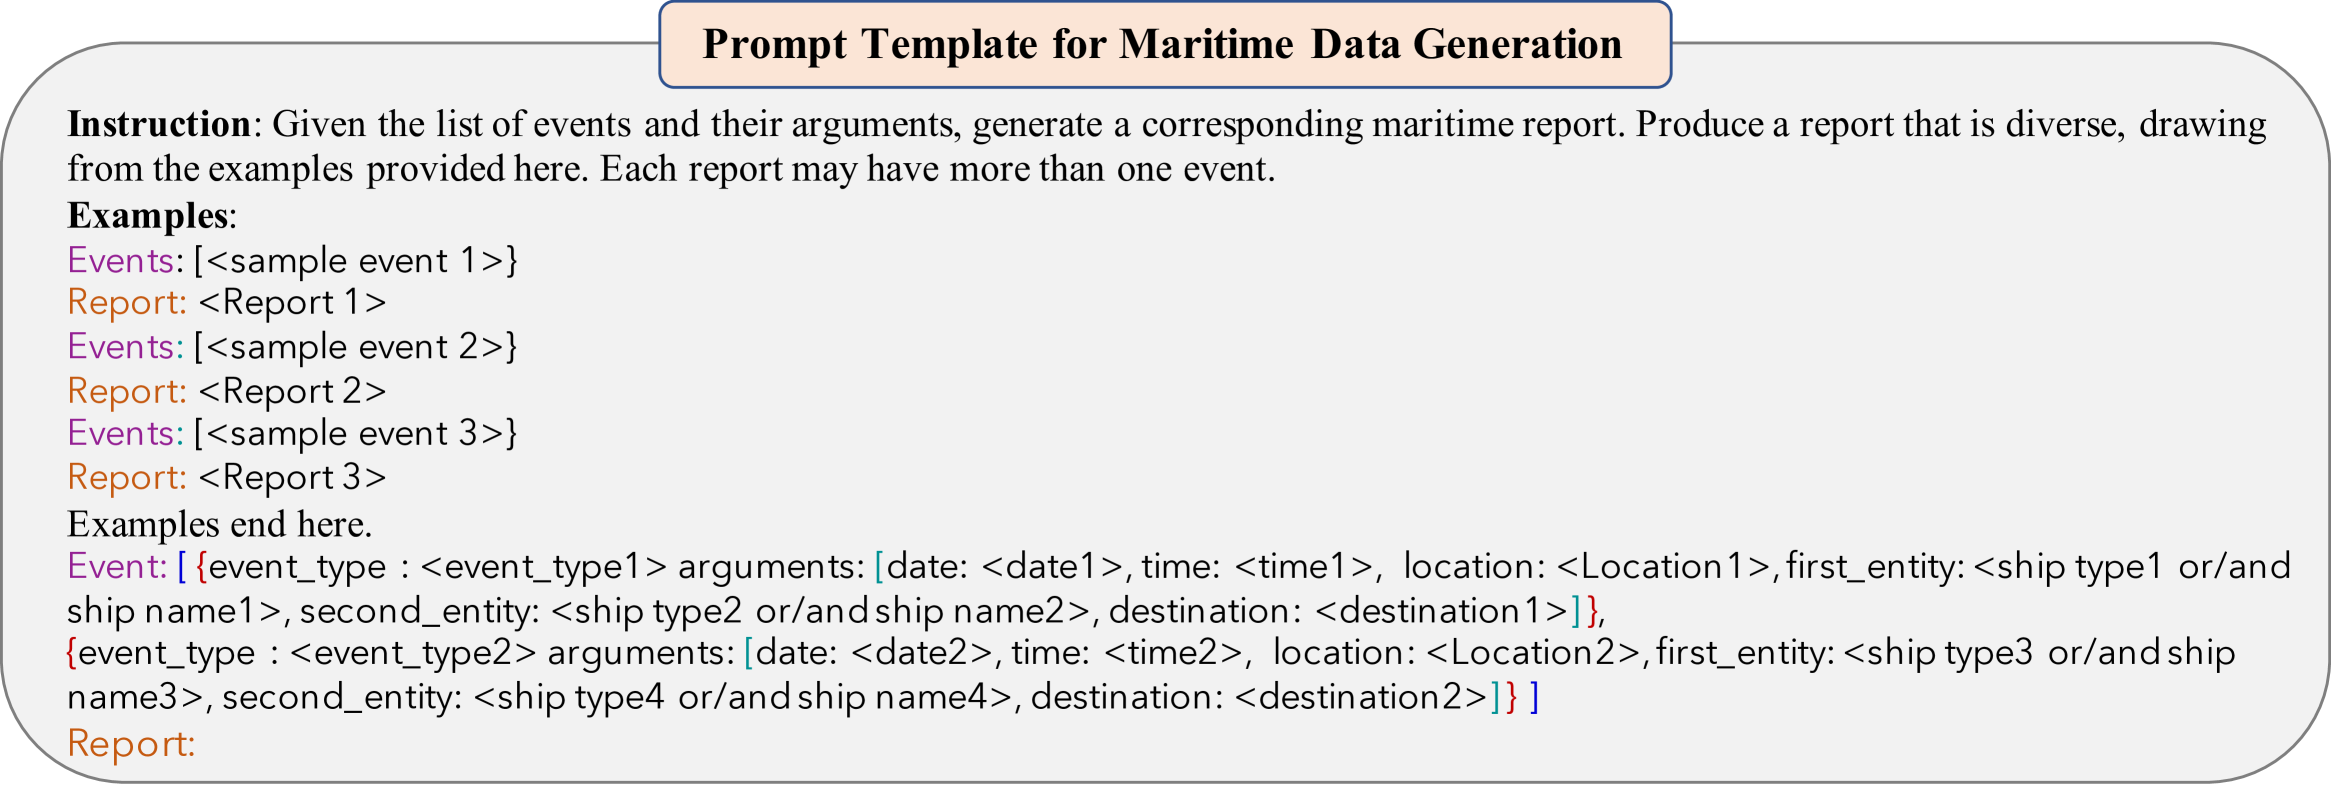 Prompt Template for Maritime Data Generation
Instruction: Given the list of events and their arguments, generate a corresponding maritime report. Produce a report that is diverse, drawing
from the examples provided here. Each report may have more than one event.
Examples:
Events: [<sample event 1>}
Report: <Report 1>
Events: [<sample event 2>}
Report: <Report 2>
Events: [<sample event 3>}
Report: <Report 3>
Examples end here.
Event: [ {event_type : <event_type1> arguments: [date: <date1>, time: <time1>, location: <Location1>, first_entity: <ship type1 or/and
ship name1>, second_entity: <ship type2 or/and ship name2>, destination: <destination1>]},
{event_type : <event_type2> arguments: [date: <date2>, time: <time2>, location: <Location2>, first_entity: <ship type3 or/and ship
name3>, second_entity: <ship type4 or/and ship name4>, destination: <destination2>]} ]
Report: